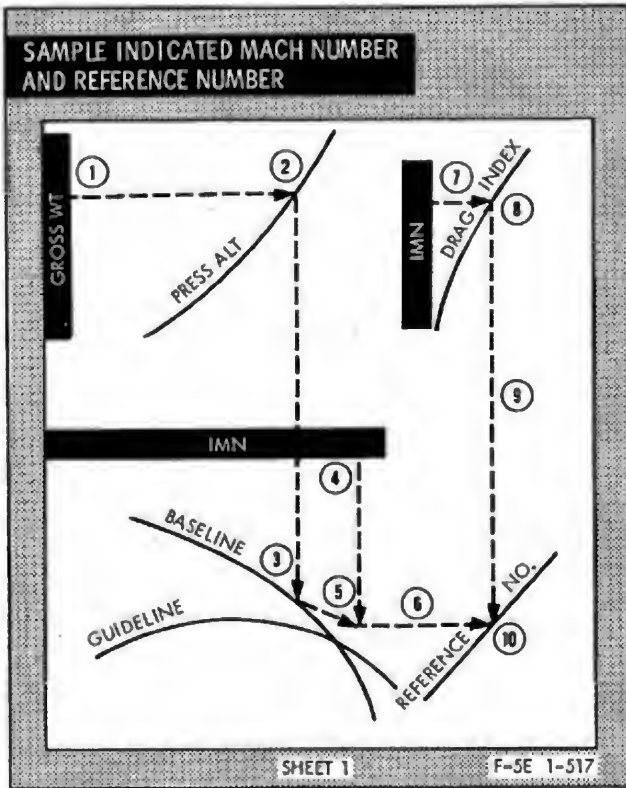 SAMPLE INDICATED MACH NUMBER
AND REFERENCE NUMBER
GROSS WT
1
2
PRESS ALT
IMN
7
DRAG INDEX
8
9
IMN
4
BASELINE
3
5
6
GUIDELINE
REFERENCE NO.
10
SHEET 1
F-5E 1-517